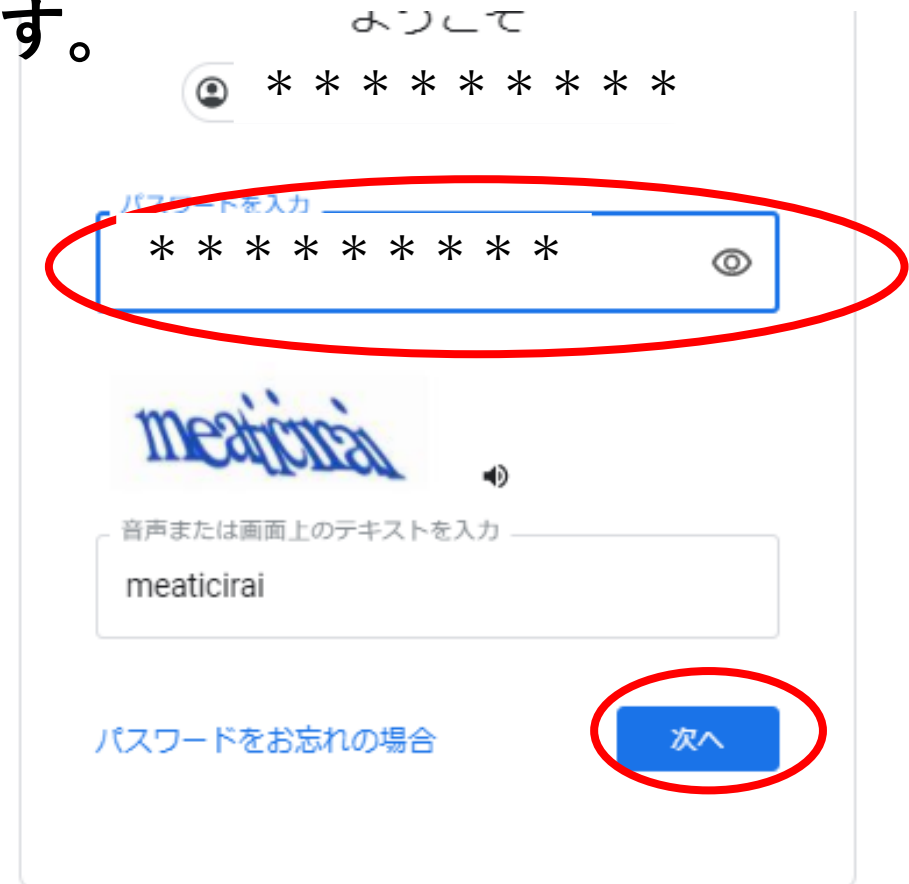 す。
ようこそ
＊＊＊＊＊＊＊＊＊
パスワードを入力
＊＊＊＊＊＊＊＊＊
meaticirai
音声または画面上のテキストを入力
meaticirai
パスワードをお忘れの場合
次へ